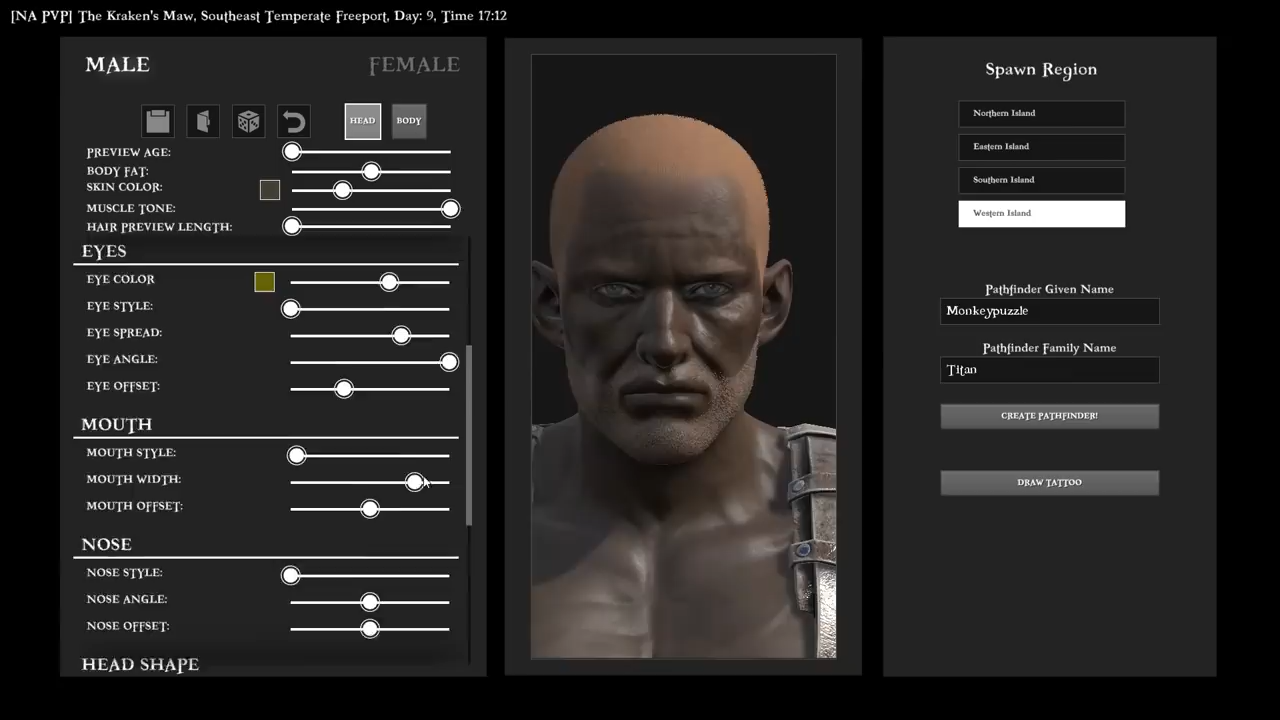 [NA PVP] The Kraken's Maw, Southeast Temperate Freeport, Day: 9, Time 17:12
MALE
FEMALE
HEAD
BODY
PREVIEW AGE:
BODY FAT:
SKIN COLOR:
MUSCLE TONE:
HAIR PREVIEW LENGTH:
EYES
EYE COLOR
EYE STYLE:
EYE SPREAD:
EYE ANGLE:
EYE OFFSET:
MOUTH
MOUTH STYLE:
MOUTH WIDTH:
MOUTH OFFSET:
NOSE
NOSE STYLE:
NOSE ANGLE:
NOSE OFFSET:
HEAD SHAPE
Spawn Region
Northern Island
Eastern Island
Southern Island
Western Island
Pathfinder Given Name
Monkeypuzzle
Pathfinder Family Name
Titan
CREATE PATHFINDER!
DRAW TATTOO